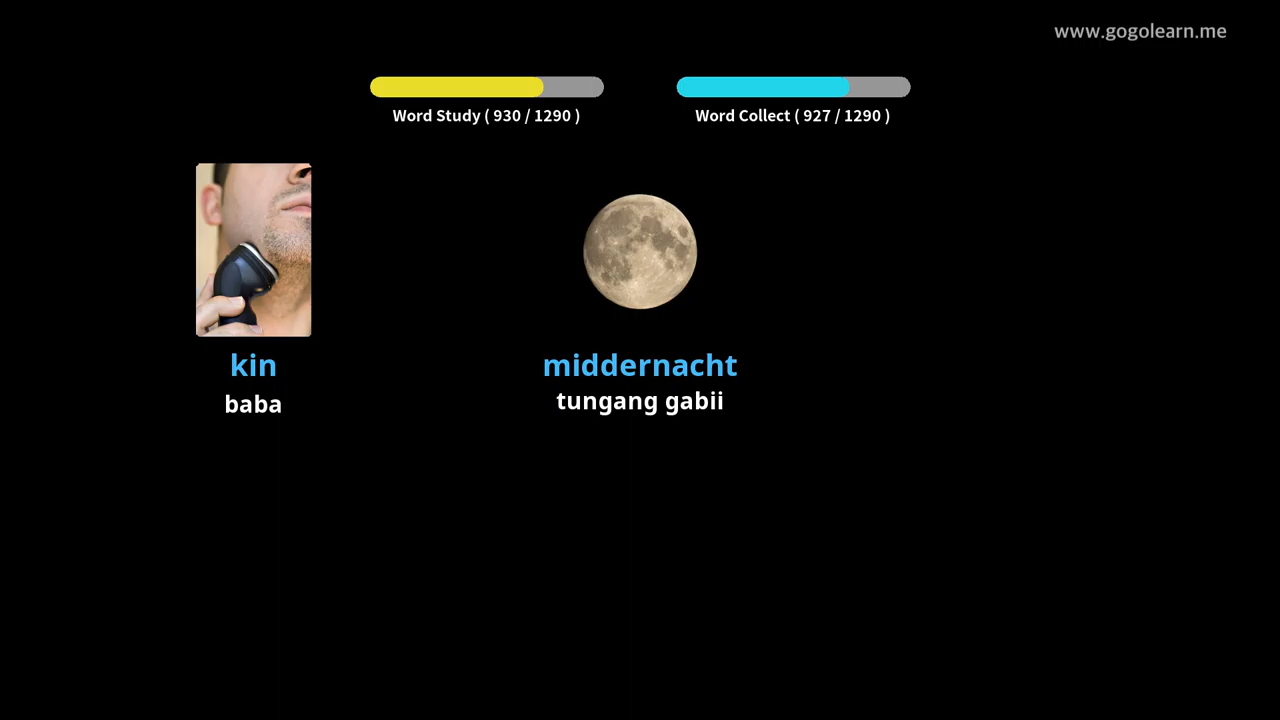 www.gogolearn.me
Word Study ( 930 / 1290 )
Word Collect ( 927 / 1290 )
kin
baba
middernacht
tungang gabii